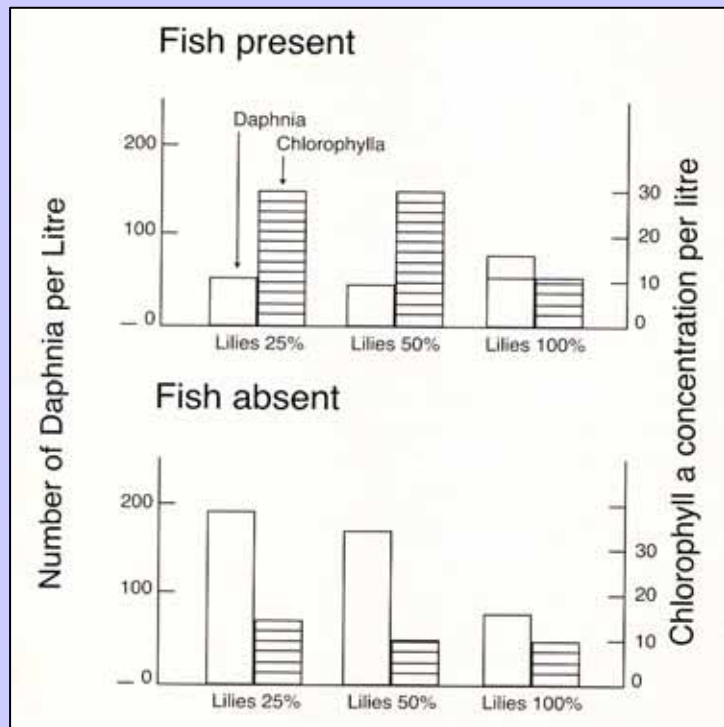 Fish present
Daphnia
Chlorophylla
200
100
0
30
20
10
0
Lilies 25%
Lilies 50%
Lilies 100%
Fish absent
200
100
0
30
20
10
0
Lilies 25%
Lilies 50%
Lilies 100%
Number of Daphnia per Litre
Chlorophyll a concentration per litre